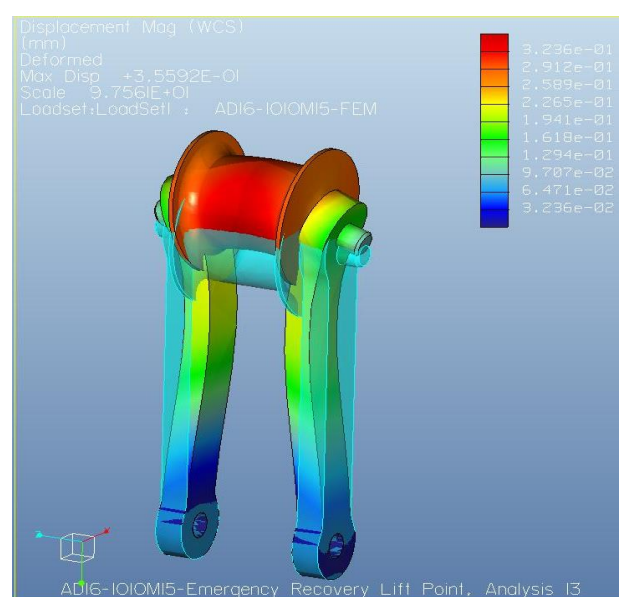 Displacement Mag (WCS)
(mm)
Deformed
Max Disp +3.5592E-01
Scale 9.7561E+01
Loadset:LoadSet1 : AD16-1010M15-FEM
3.236e-01
2.912e-01
2.589e-01
2.265e-01
1.941e-01
1.618e-01
1.294e-01
9.707e-02
6.471e-02
3.236e-02
AD16-1010M15-Emergency Recovery Lift Point, Analysis 13